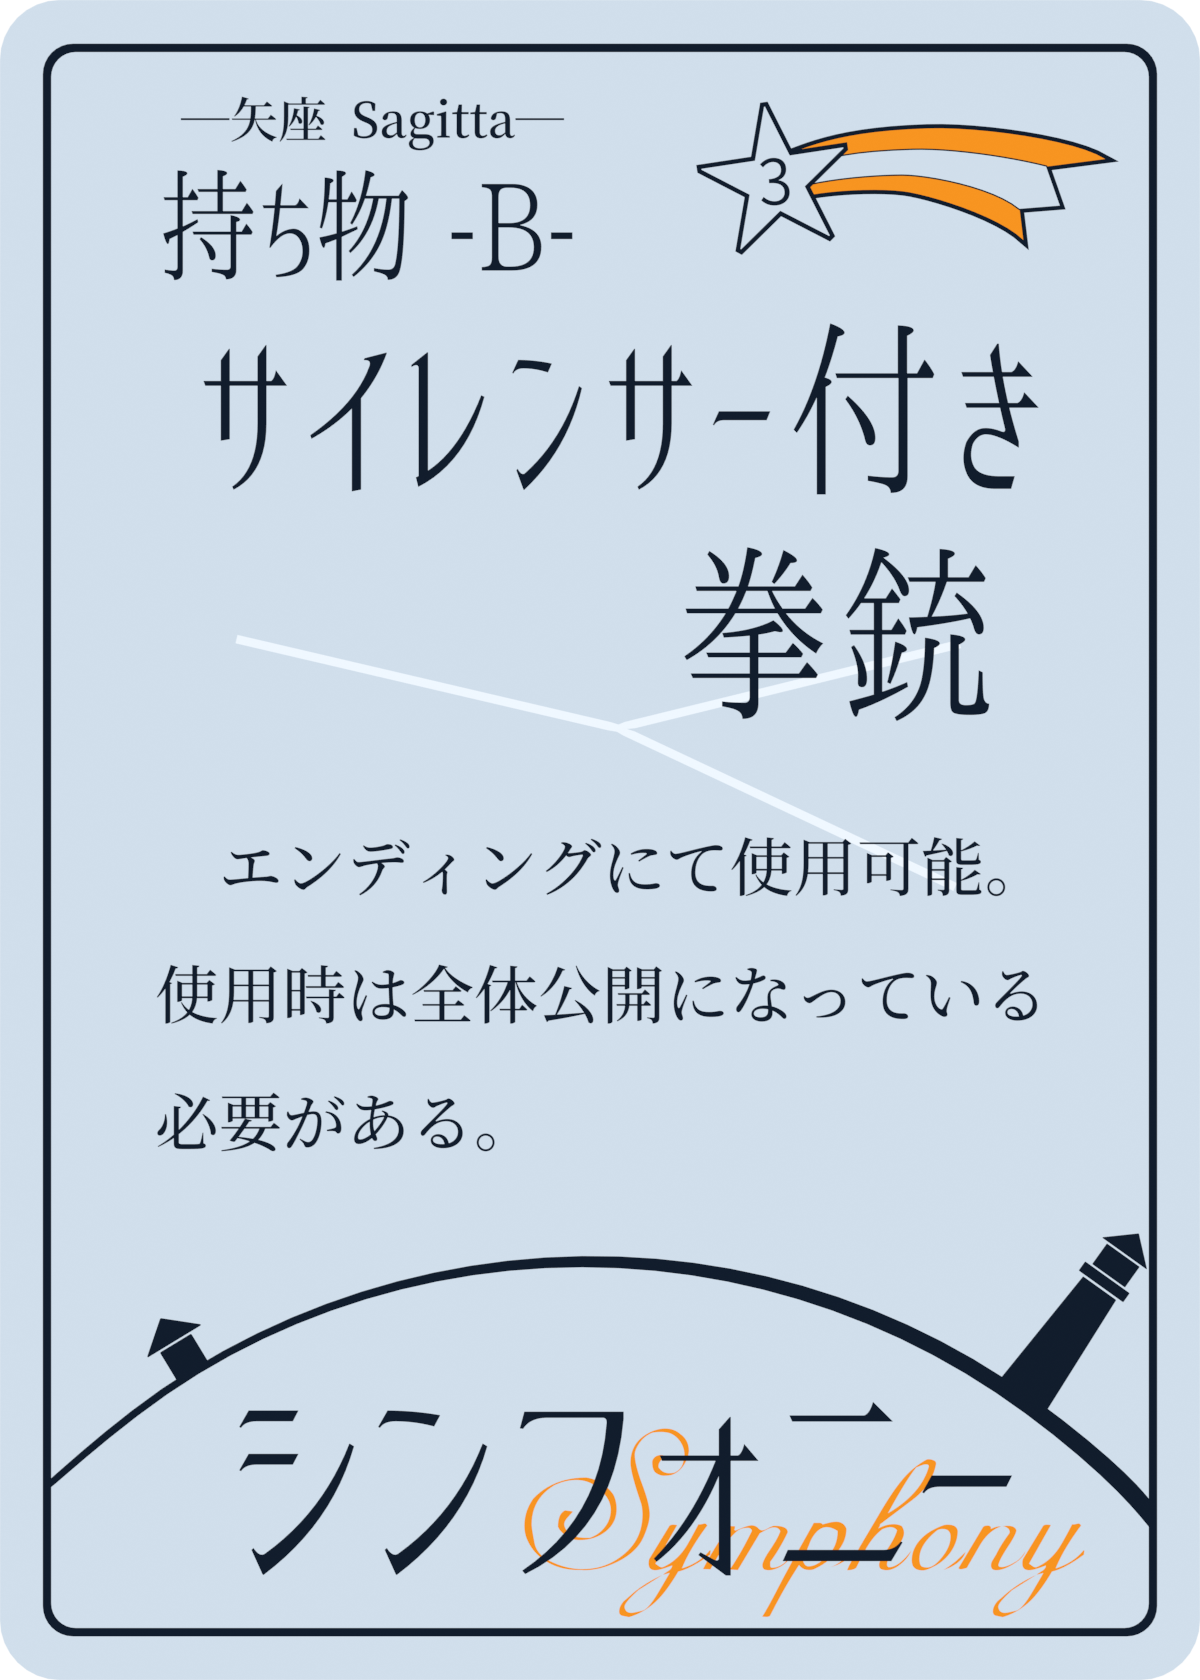 ―矢座 Sagitta―
持ち物 -B-
3
サイレンサー付き
拳銃
エンディングにて使用可能。
使用時は全体公開になっている
必要がある。
シンフォニー
Symphony